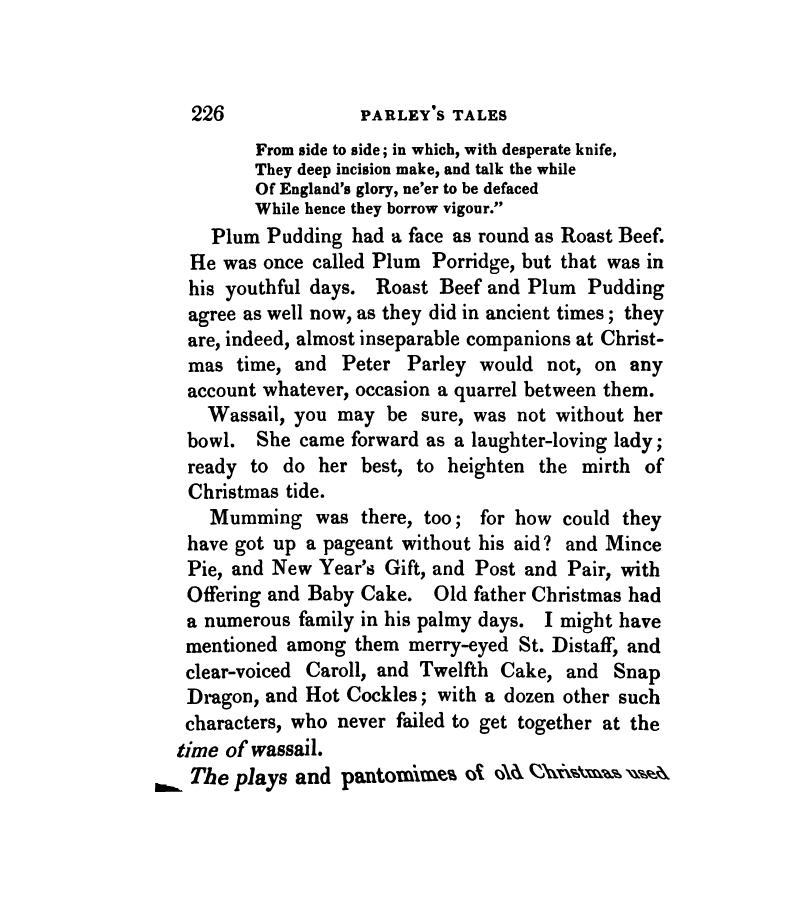 226 PARLEY'S TALES
From side to side; in which, with desperate knife,
They deep incision make, and talk the while
Of England's glory, ne'er to be defaced
While hence they borrow vigour."
Plum Pudding had a face as round as Roast Beef.
He was once called Plum Porridge, but that was in
his youthful days. Roast Beef and Plum Pudding
agree as well now, as they did in ancient times; they
are, indeed, almost inseparable companions at Christ-
mas time, and Peter Parley would not, on any
account whatever, occasion a quarrel between them.
Wassail, you may be sure, was not without her
bowl. She came forward as a laughter-loving lady;
ready to do her best, to heighten the mirth of
Christmas tide.
Mumming was there, too; for how could they
have got up a pageant without his aid? and Mince
Pie, and New Year's Gift, and Post and Pair, with
Offering and Baby Cake. Old father Christmas had
a numerous family in his palmy days. I might have
mentioned among them merry-eyed St. Distaff, and
clear-voiced Caroll, and Twelfth Cake, and Snap
Dragon, and Hot Cockles; with a dozen other such
characters, who never failed to get together at the
time of wassail.
The plays and pantomimes of old Christmas used